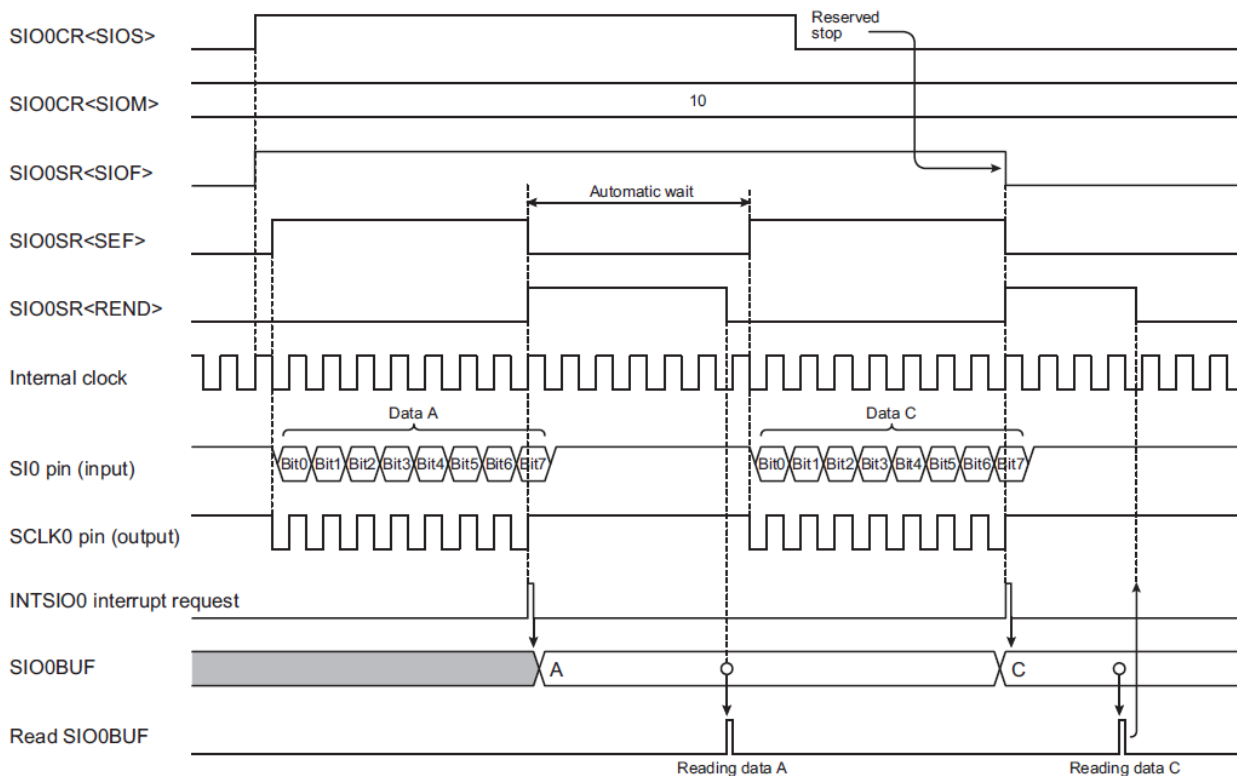 SIO0CR<SIOS>
Reserved
stop
SIO0CR<SIOM>
10
SIO0SR<SIOF>
Automatic wait
SIO0SR<SEF>
SIO0SR<REND>
Internal clock
Data A
Data C
SI0 pin (input)
Bit0 Bit1 Bit2 Bit3 Bit4 Bit5 Bit6 Bit7
Bit0 Bit1 Bit2 Bit3 Bit4 Bit5 Bit6 Bit7
SCLK0 pin (output)
INTSIO0 interrupt request
SIO0BUF
A
C
Read SIO0BUF
Reading data A
Reading data C